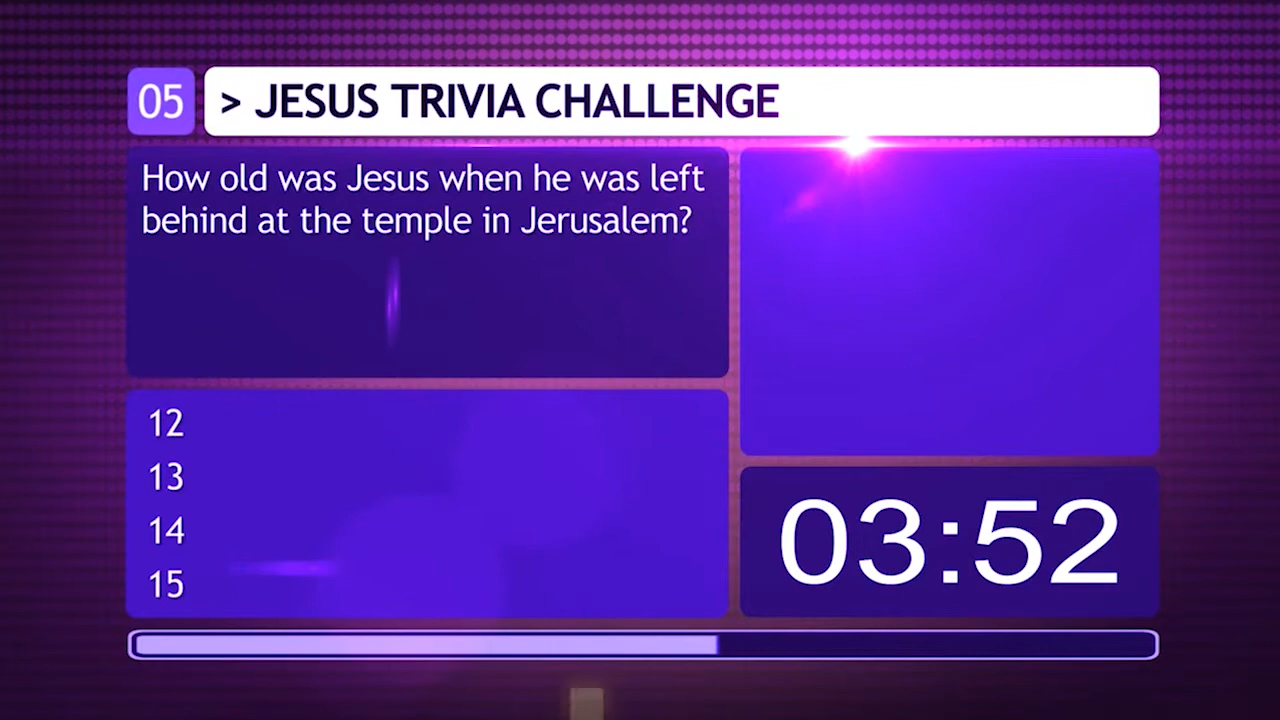 05 > JESUS TRIVIA CHALLENGE
How old was Jesus when he was left
behind at the temple in Jerusalem?
12
13
14
15
03:52